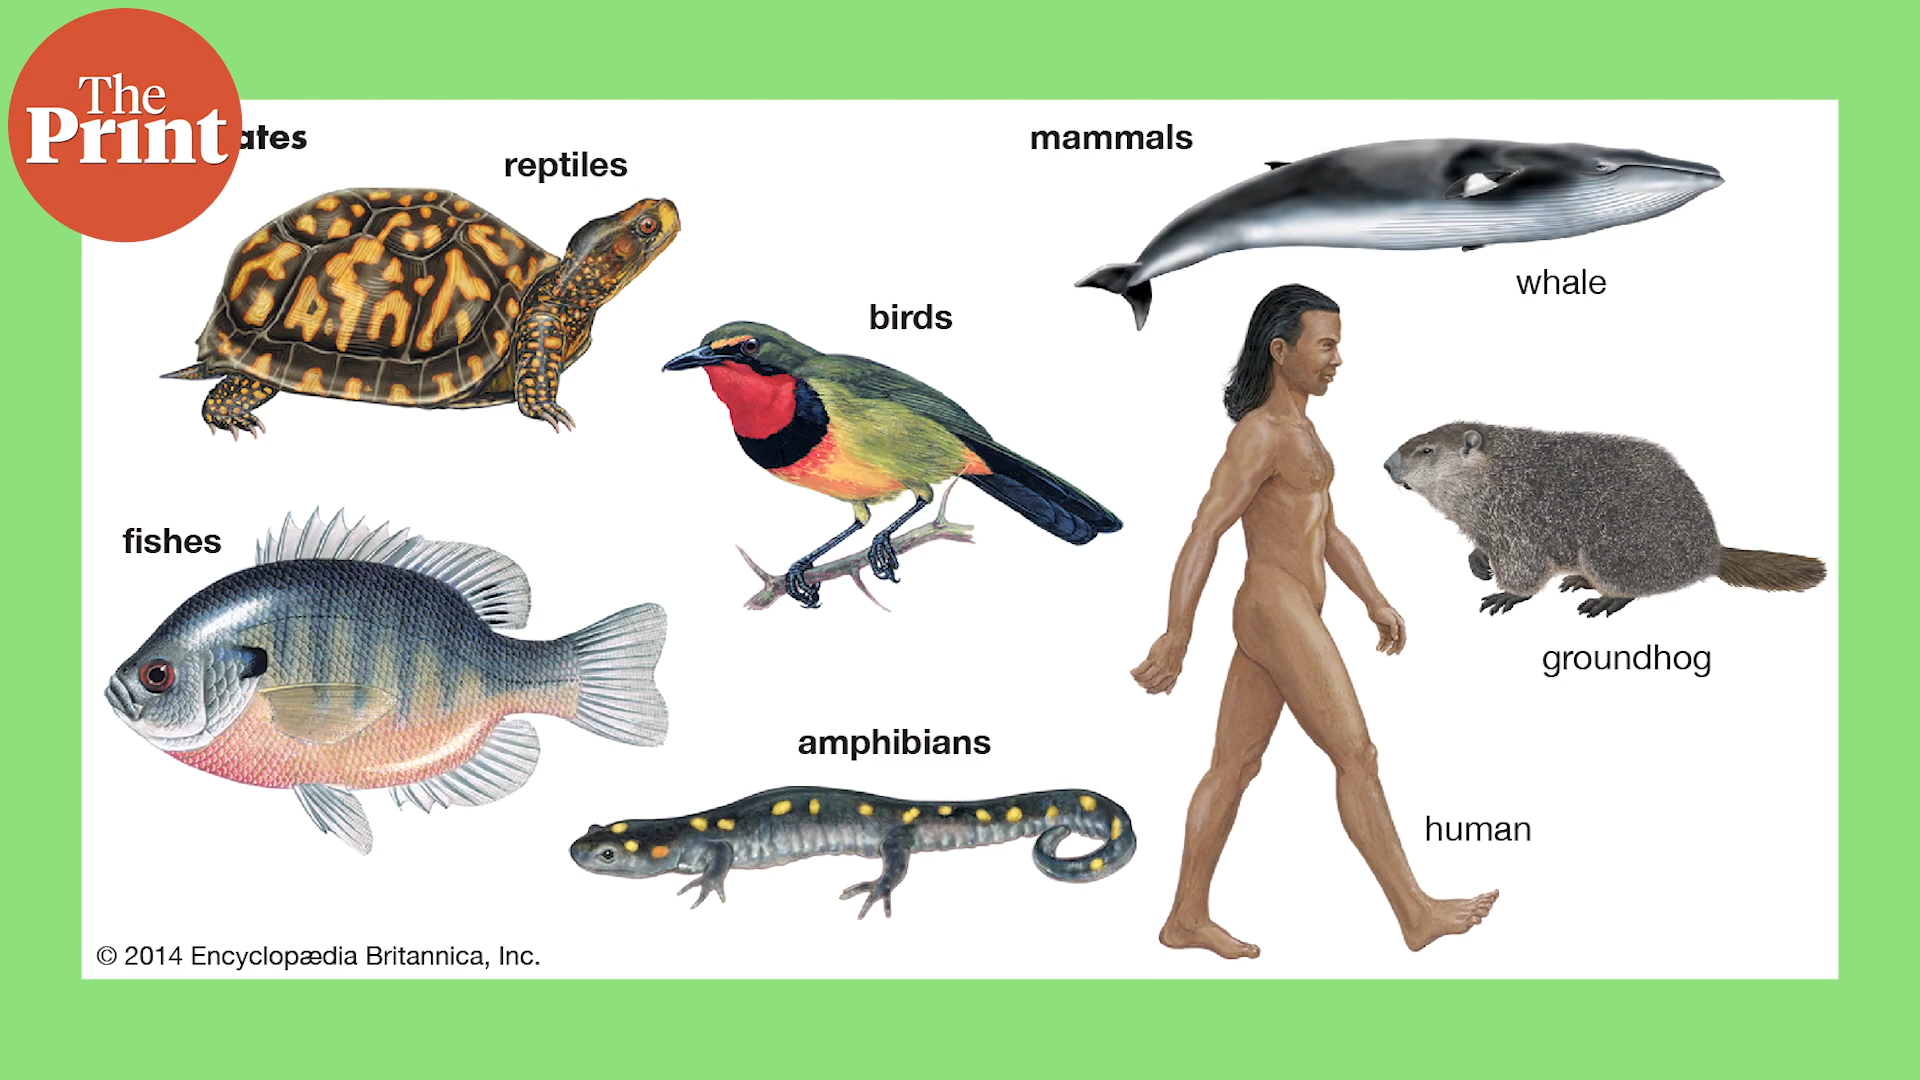 The
Print
ates
reptiles
mammals
whale
birds
fishes
groundhog
amphibians
human
© 2014 Encyclopædia Britannica, Inc.